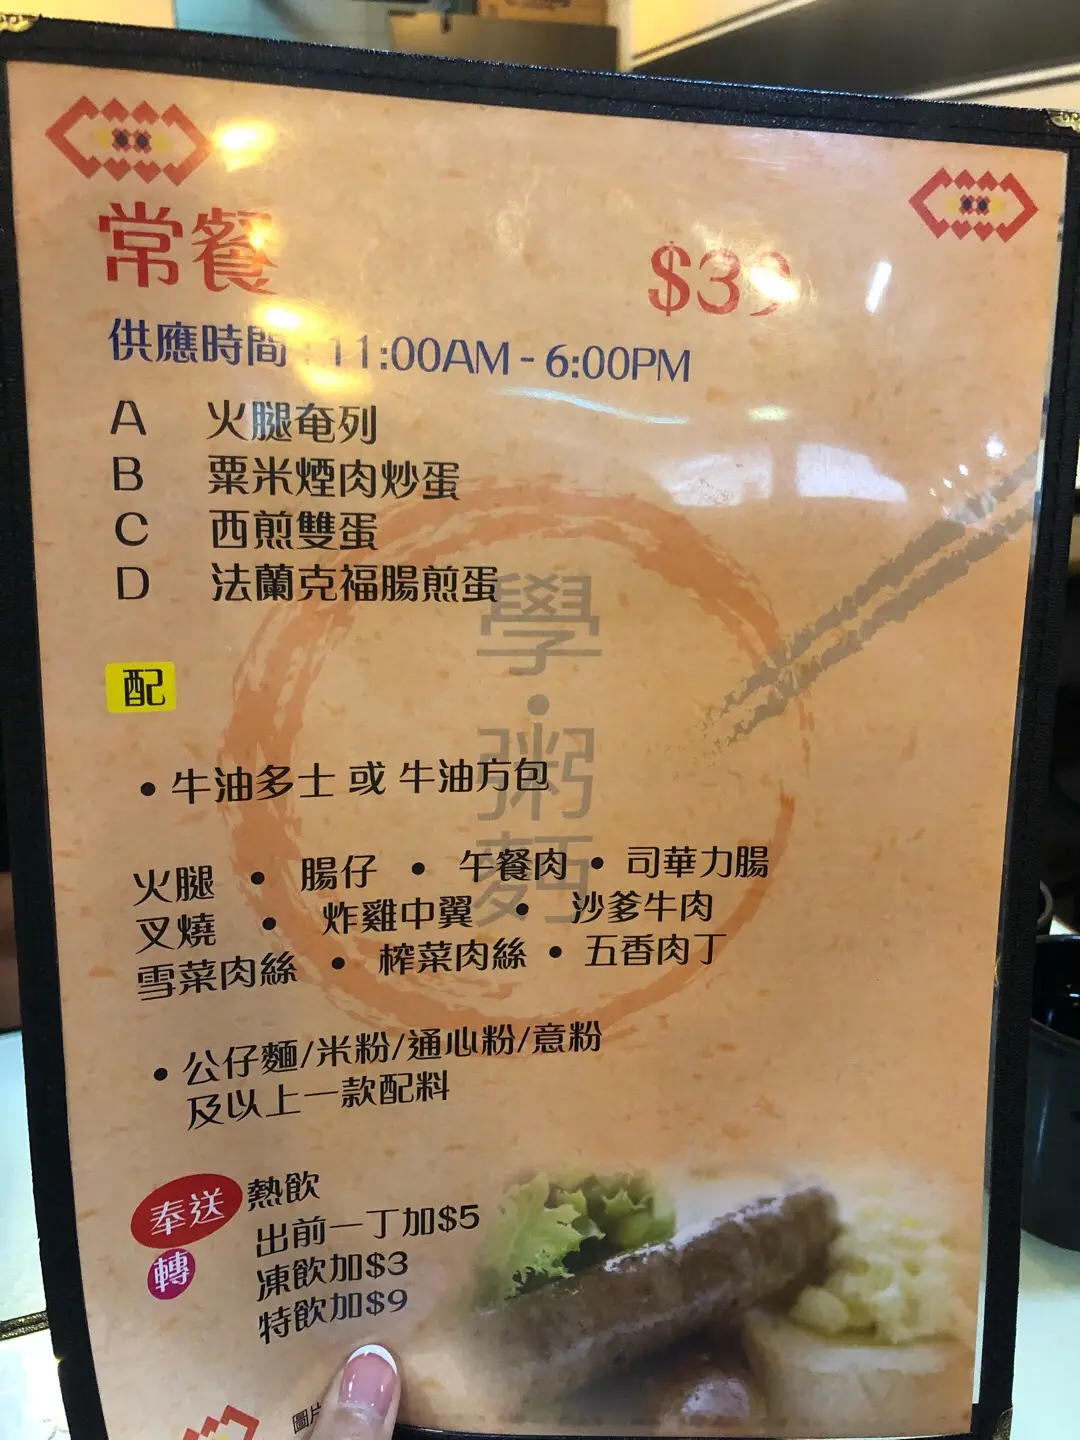 常餐 $39
供應時間：11:00AM - 6:00PM
A 火腿奄列
B 粟米煙肉炒蛋
C 西煎雙蛋
D 法蘭克福腸煎蛋
學·粥麵
配
• 牛油多士 或 牛油方包
火腿 • 腸仔 • 午餐肉 • 司華力腸
叉燒 • 炸雞中翼 • 沙爹牛肉
雪菜肉絲 • 榨菜肉絲 • 五香肉丁
• 公仔麵/米粉/通心粉/意粉
及以上一款配料
奉送 熱飲
轉 出前一丁加$5
凍飲加$3
特飲加$9
圖片